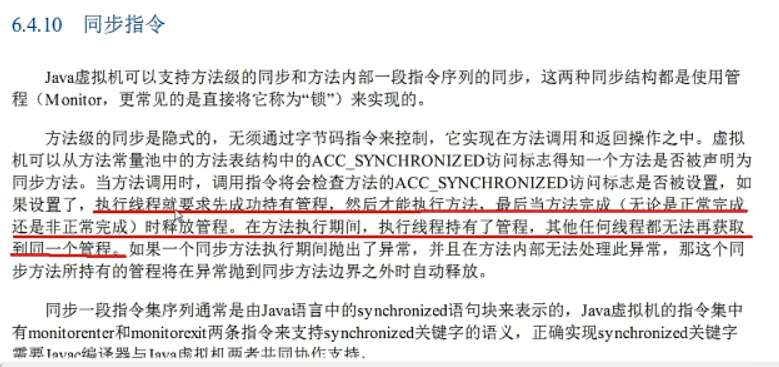 6.4.10 同步指令
Java虚拟机可以支持方法级的同步和方法内部一段指令序列的同步，这两种同步结构都是使用管
程（Monitor，更常见的是直接将它称为“锁”）来实现的。
方法级的同步是隐式的，无须通过字节码指令来控制，它实现在方法调用和返回操作之中。虚拟
机可以从方法常量池中的方法表结构中的ACC_SYNCHRONIZED访问标志得知一个方法是否被声明为
同步方法。当方法调用时，调用指令将会检查方法的ACC_SYNCHRONIZED访问标志是否被设置，如
果设置了，执行线程就要求先成功持有管程，然后才能执行方法，最后当方法完成（无论是正常完成
还是非正常完成）时释放管程。在方法执行期间，执行线程持有了管程，其他任何线程都无法再获取
到同一个管程。如果一个同步方法执行期间抛出了异常，并且在方法内部无法处理此异常，那这个同
步方法所持有的管程将在异常抛到同步方法边界之外时自动释放。
同步一段指令集序列通常是由Java语言中的synchronized语句块来表示的，Java虚拟机的指令集中
有monitorenter和monitorexit两条指令来支持synchronized关键字的语义，正确实现synchronized关键字
需要Javac编译器与Java虚拟机两者共同协作支持。